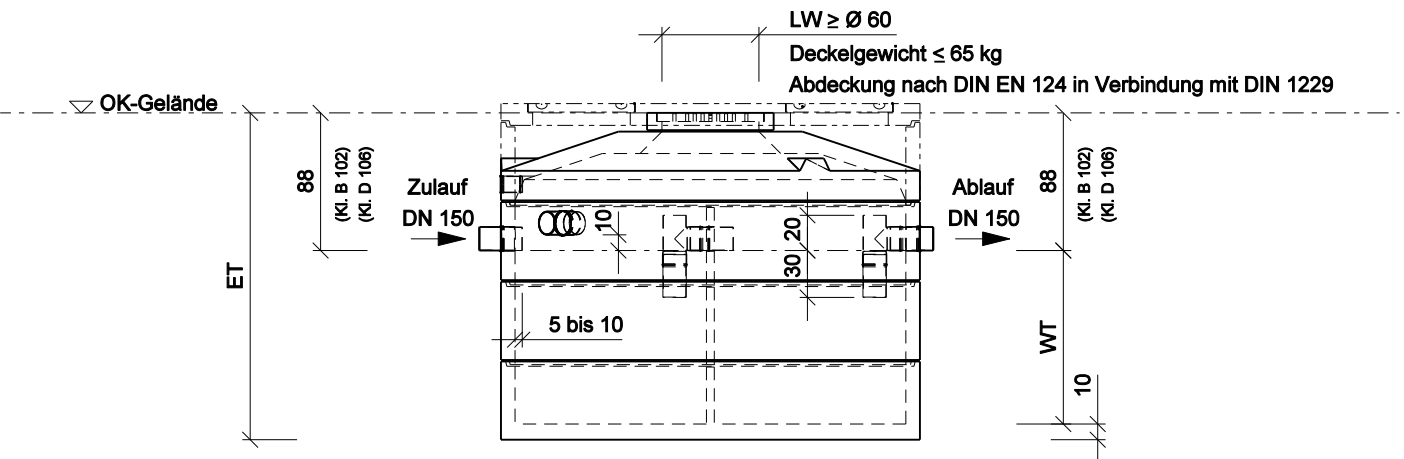 LW ≥ Ø 60
Deckelgewicht ≤ 65 kg
Abdeckung nach DIN EN 124 in Verbindung mit DIN 1229
OK-Gelände
88
(Kl. B 102)
(Kl. D 106)
Zulauf
DN 150
10
20
30
Ablauf
DN 150
88
(Kl. B 102)
(Kl. D 106)
ET
5 bis 10
WT
10